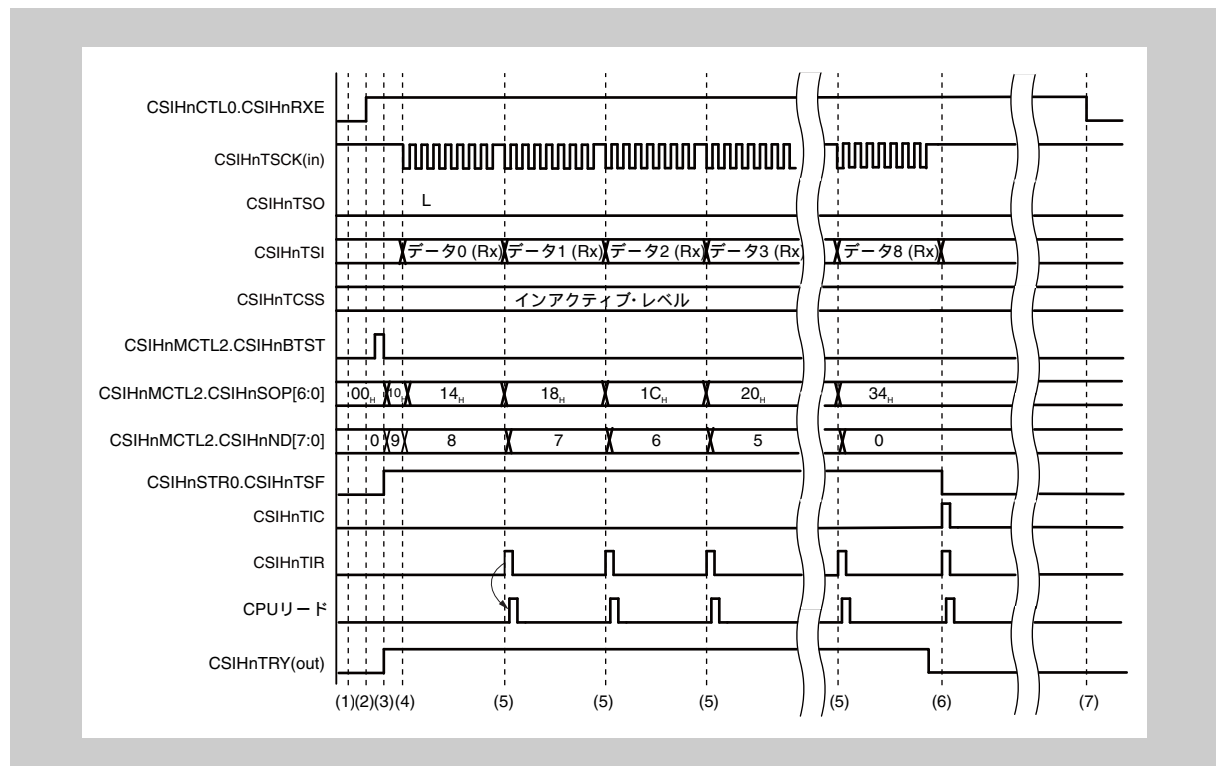 CSIHnCTL0.CSIHnRXE
CSIHnTSCK(in)
CSIHnTSO L
CSIHnTSI データ0 (Rx) データ1 (Rx) データ2 (Rx) データ3 (Rx) データ8 (Rx)
CSIHnTCSS インアクティブ・レベル
CSIHnMCTL2.CSIHnBTST
CSIHnMCTL2.CSIHnSOP[6:0] 00H 10H 14H 18H 1CH 20H 34H
CSIHnMCTL2.CSIHnND[7:0] 0 9 8 7 6 5 0
CSIHnSTR0.CSIHnTSF
CSIHnTIC
CSIHnTIR
CPUリード
CSIHnTRY(out)
(1)(2)(3)(4) (5) (5) (5) (5) (6) (7)